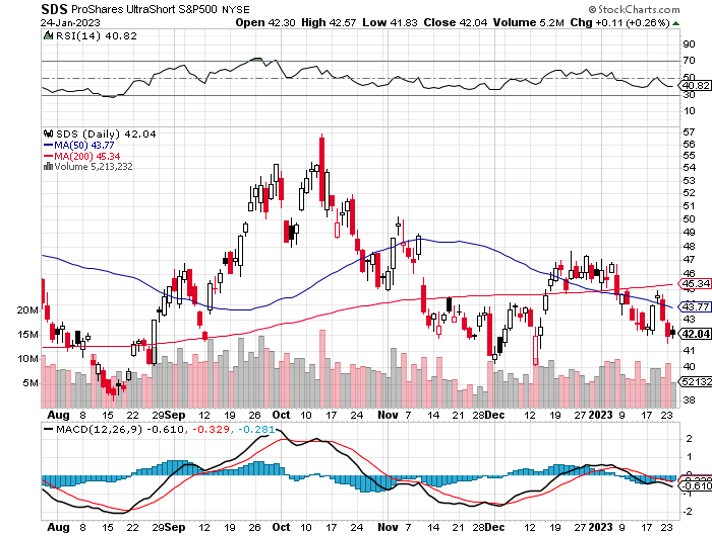 SDS ProShares UltraShort S&P500 NYSE © StockCharts.com
24-Jan-2023 Open 42.30 High 42.57 Low 41.83 Close 42.04 Volume 5.2M Chg +0.11 (+0.26%)
RSI(14) 40.82
90
70
50
40.82
30
10
SDS (Daily) 42.04
MA(50) 43.77
MA(200) 45.34
Volume 5,213,232
57
56
55
54
53
52
51
50
49
48
47
46
45.34
43.77
43
42.04
41
40
38
20M
15M
10M
5M
52132
Aug 8 15 22 29 Sep 12 19 26 Oct 10 17 24 Nov 7 14 21 28 Dec 12 19 27 2023 9 17 23
MACD(12,26,9) -0.610, -0.329, -0.281
2
1
0
-0.610
-1
-2
Aug 8 15 22 29 Sep 12 19 26 Oct 10 17 24 Nov 7 14 21 28 Dec 12 19 27 2023 9 17 23